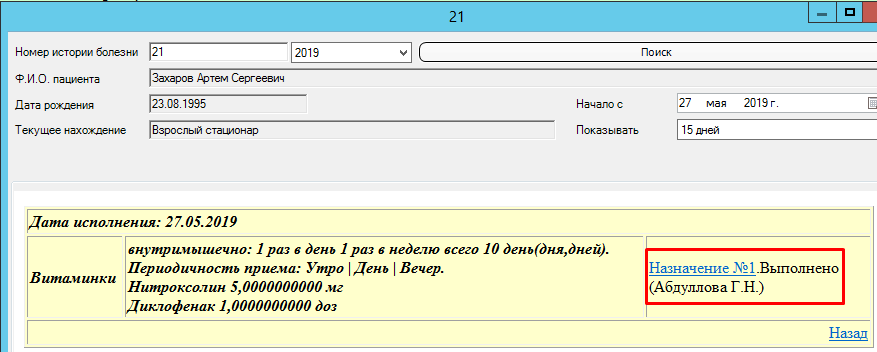 21
Номер истории болезни 21 2019 Поиск
Ф.И.О. пациента Захаров Артем Сергеевич
Дата рождения 23.08.1995 Начало с 27 мая 2019 г.
Текущее нахождение Взрослый стационар Показывать 15 дней
Дата исполнения: 27.05.2019
Витаминки
внутримышечно: 1 раз в день 1 раз в неделю всего 10 день(дня,дней).
Периодичность приема: Утро | День | Вечер.
Нитроксолин 5,0000000000 мг
Диклофенак 1,0000000000 доз
Назначение №1.Выполнено
(Абдуллова Г.Н.)
Назад